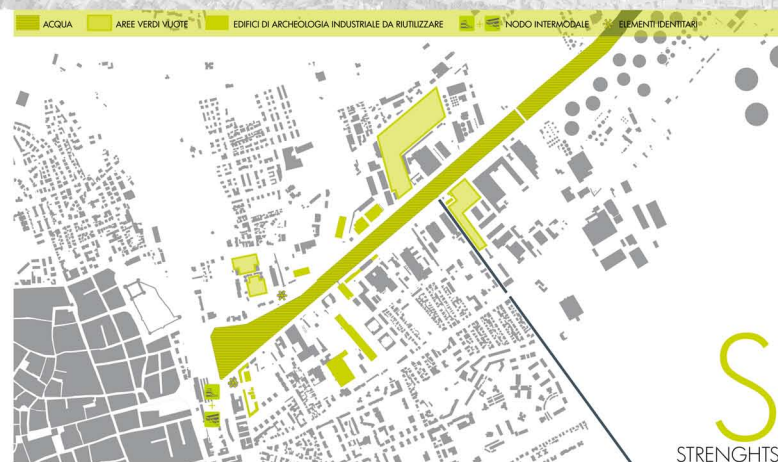 ACQUA AREE VERDI VUOTE EDIFICI DI ARCHEOLOGIA INDUSTRIALE DA RIUTILIZZARE + NODO INTERMODALE ELEMENTI IDENTITARI
S
STRENGHTS